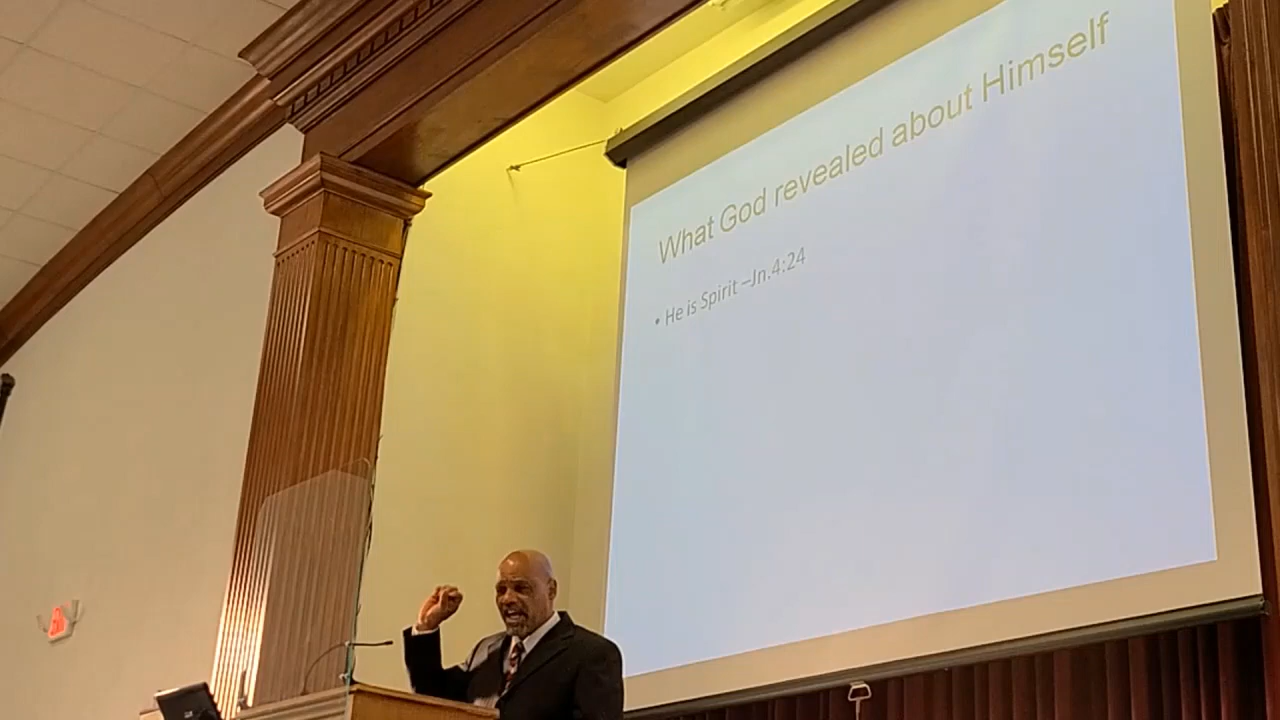 What God revealed about Himself
• He is Spirit –Jn.4:24